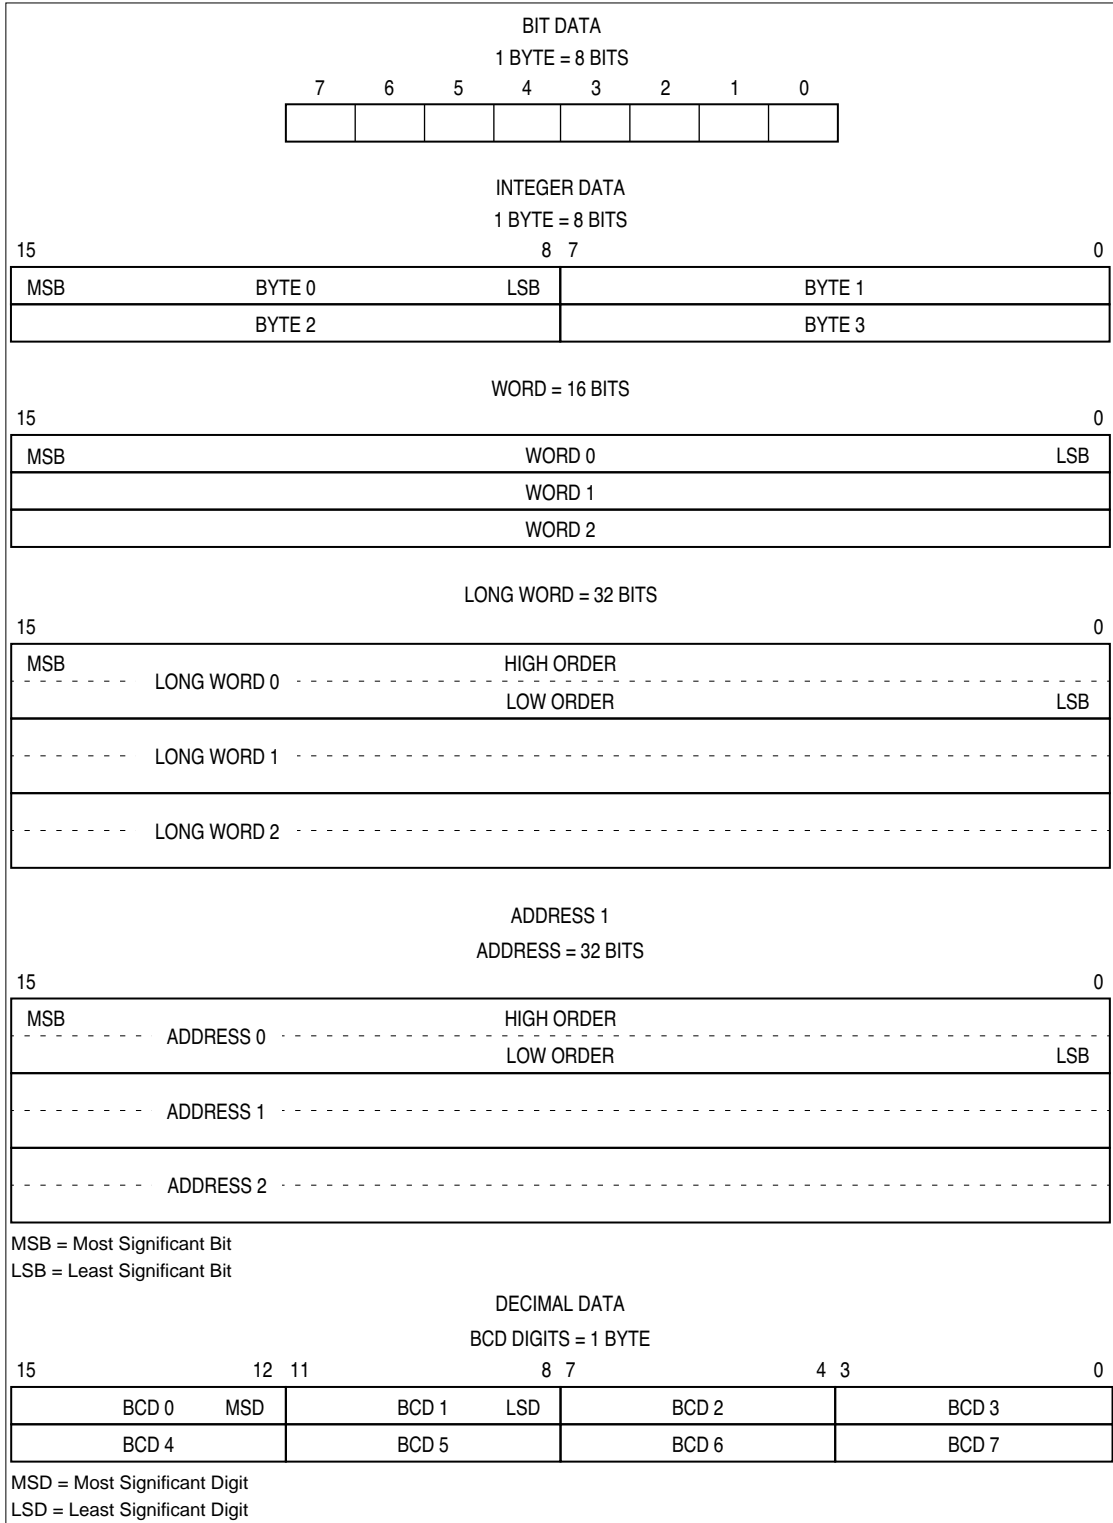 BIT DATA
1 BYTE = 8 BITS
7 6 5 4 3 2 1 0
INTEGER DATA
1 BYTE = 8 BITS
15 8 7 0
MSB BYTE 0 LSB BYTE 1
BYTE 2 BYTE 3
WORD = 16 BITS
15 0
MSB WORD 0 LSB
WORD 1
WORD 2
LONG WORD = 32 BITS
15 0
MSB HIGH ORDER
LONG WORD 0
LOW ORDER LSB
LONG WORD 1
LONG WORD 2
ADDRESS 1
ADDRESS = 32 BITS
15 0
MSB HIGH ORDER
ADDRESS 0
LOW ORDER LSB
ADDRESS 1
ADDRESS 2
MSB = Most Significant Bit
LSB = Least Significant Bit
DECIMAL DATA
BCD DIGITS = 1 BYTE
15 12 11 8 7 4 3 0
BCD 0 MSD BCD 1 LSD BCD 2 BCD 3
BCD 4 BCD 5 BCD 6 BCD 7
MSD = Most Significant Digit
LSD = Least Significant Digit